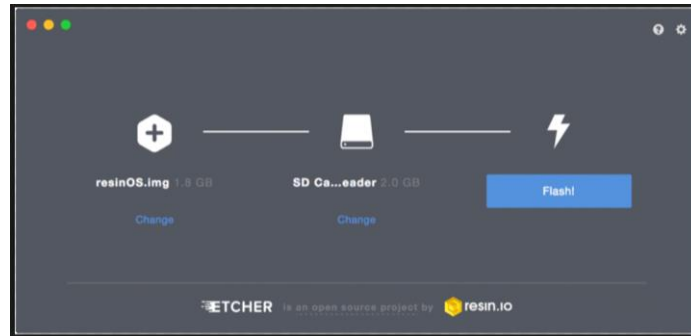 resinOS.img 1.8 GB
SD Ca...eader 2.0 GB
Flash!
Change
Change
ETCHER is an open source project by resin.io